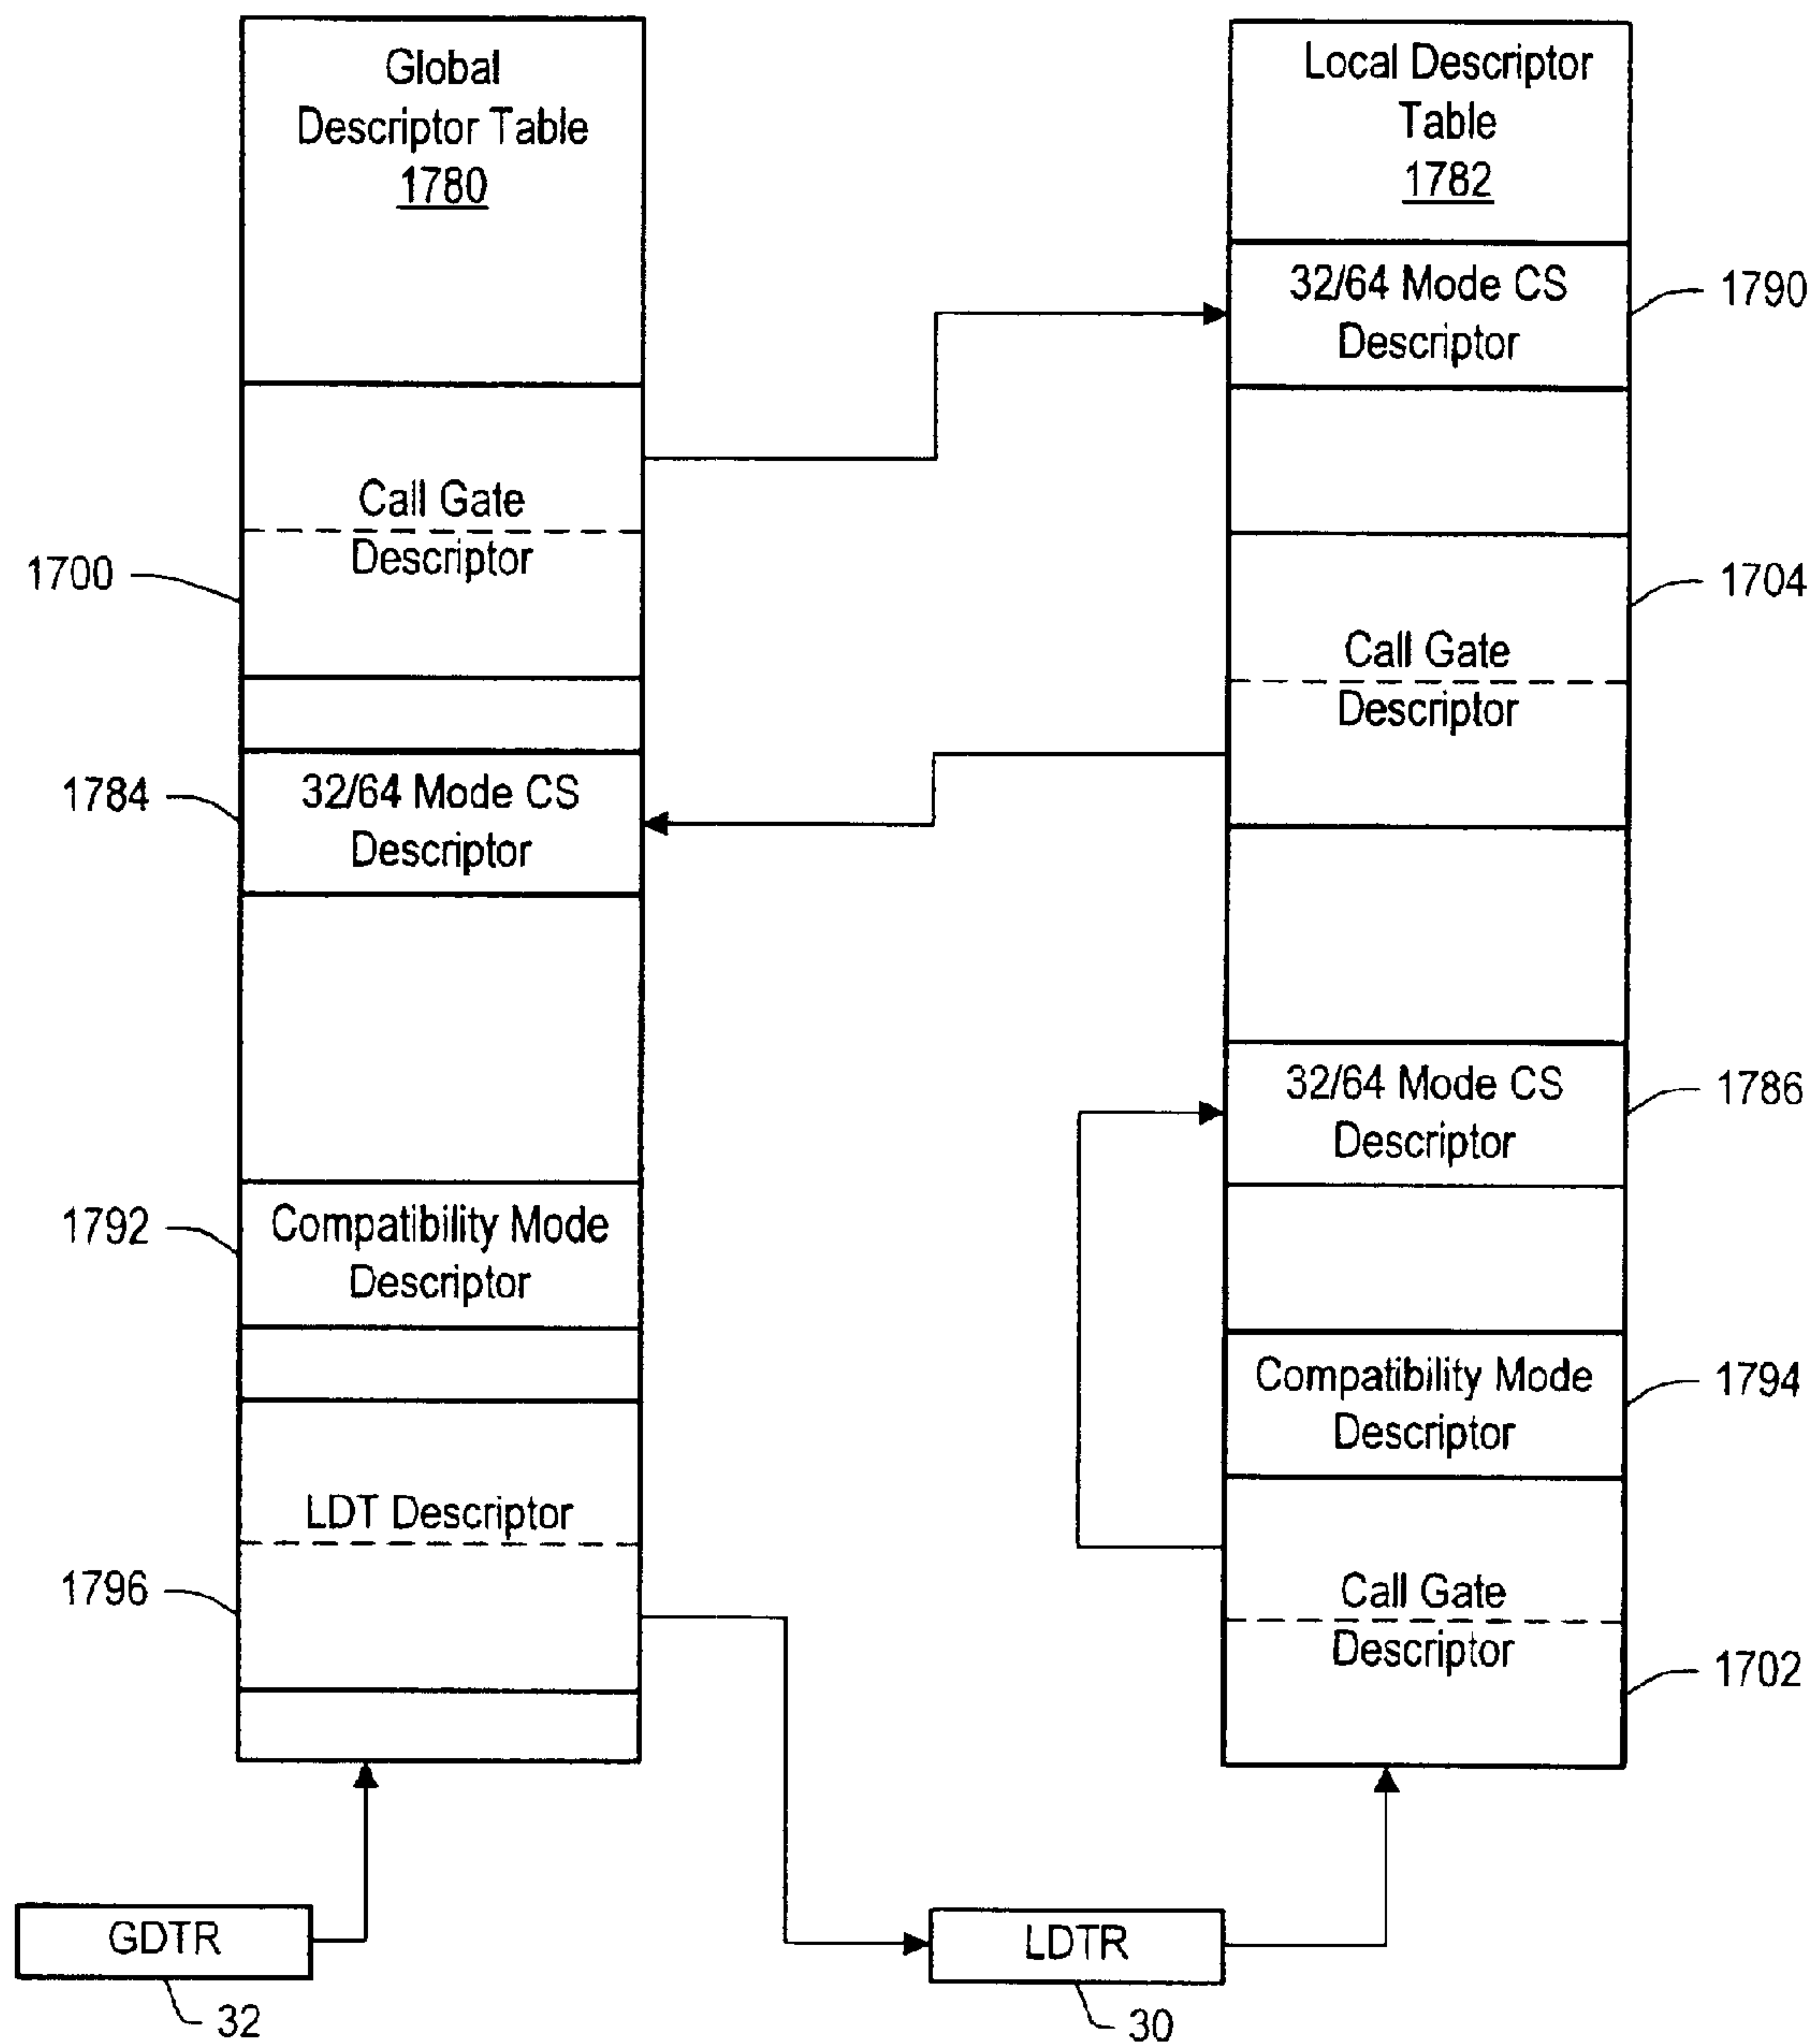 Global
Descriptor Table
1780
Call Gate
Descriptor
1700
1784
32/64 Mode CS
Descriptor
1792
Compatibility Mode
Descriptor
LDT Descriptor
1796
GDTR
32
Local Descriptor
Table
1782
32/64 Mode CS
Descriptor
1790
1704
Call Gate
Descriptor
32/64 Mode CS
Descriptor
1786
Compatibility Mode
Descriptor
1794
Call Gate
Descriptor
1702
LDTR
30